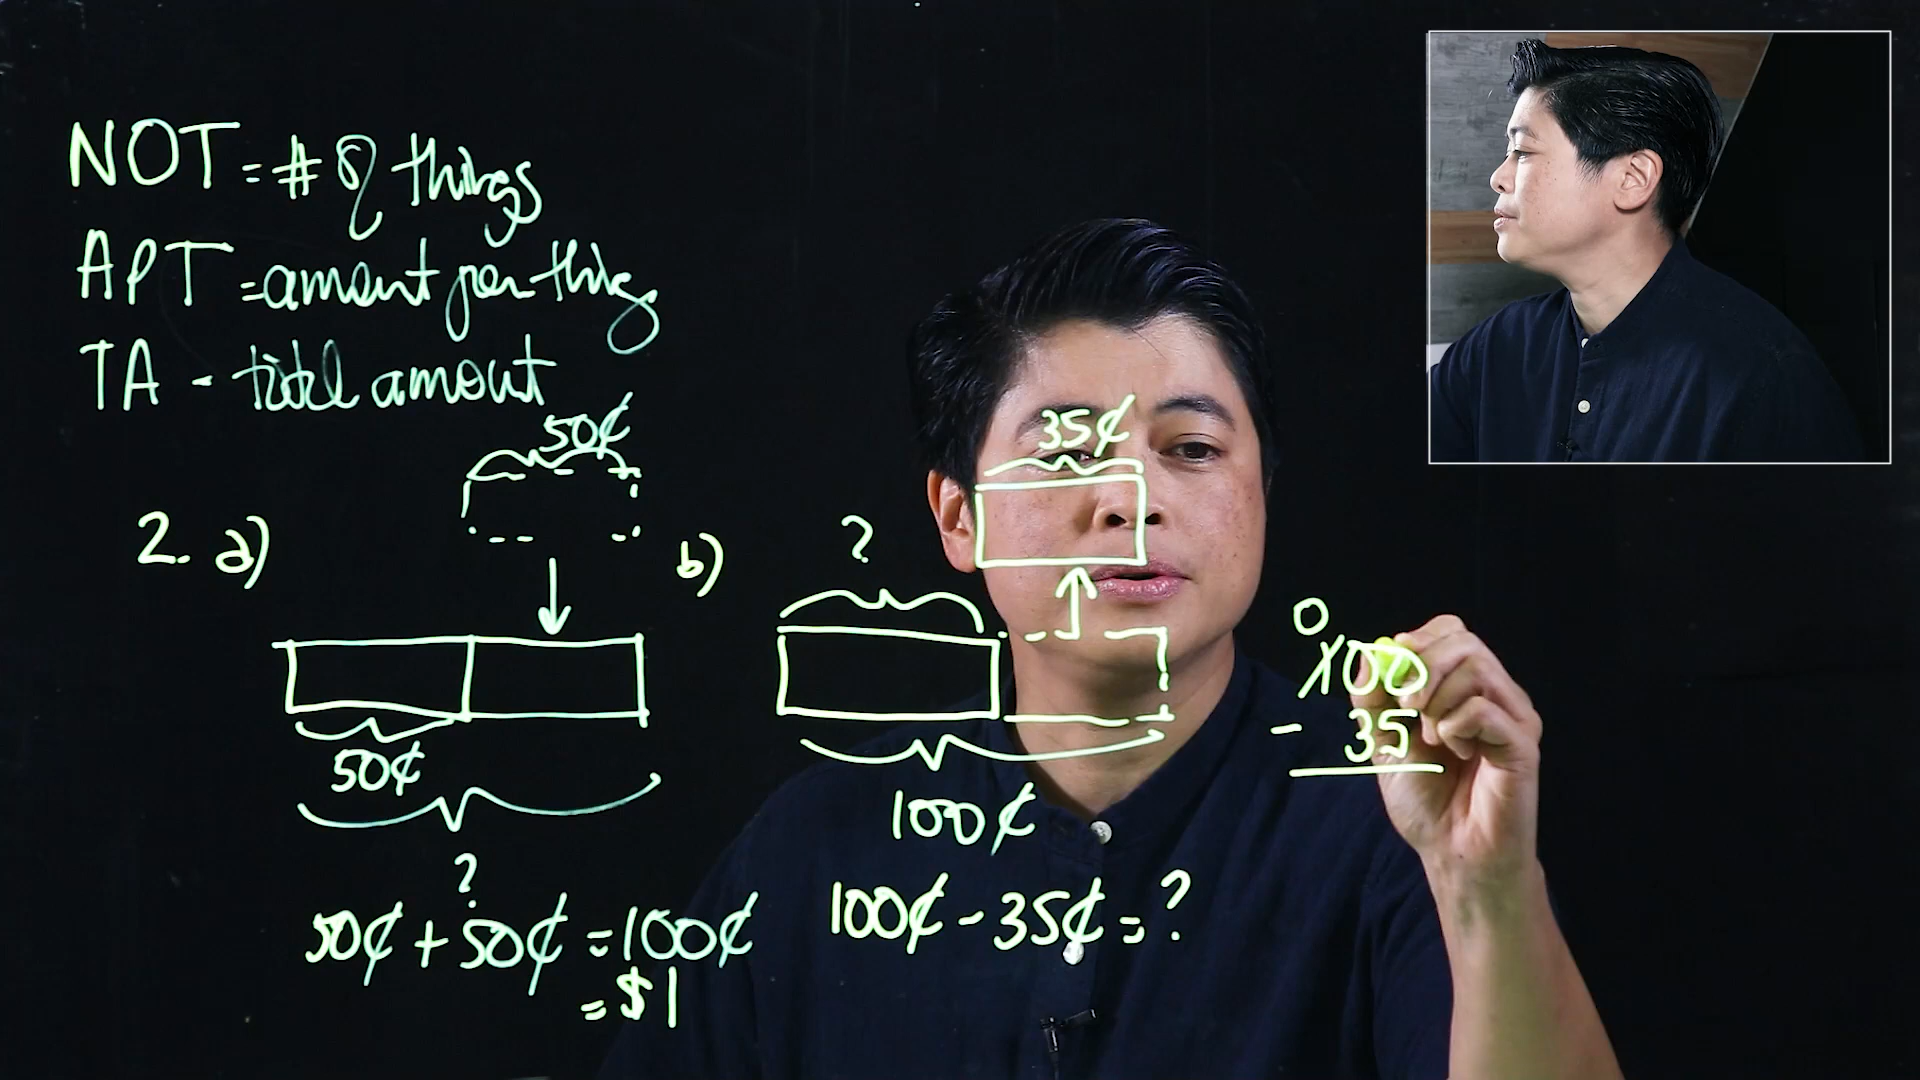 NOT = # of things
APT = amount per thing
TA - total amout
50¢
2. a)
50¢
?
50¢ + 50¢ = 100¢
= $1
b)
35¢
?
100¢
100¢ - 35¢ = ?
0
100
- 35